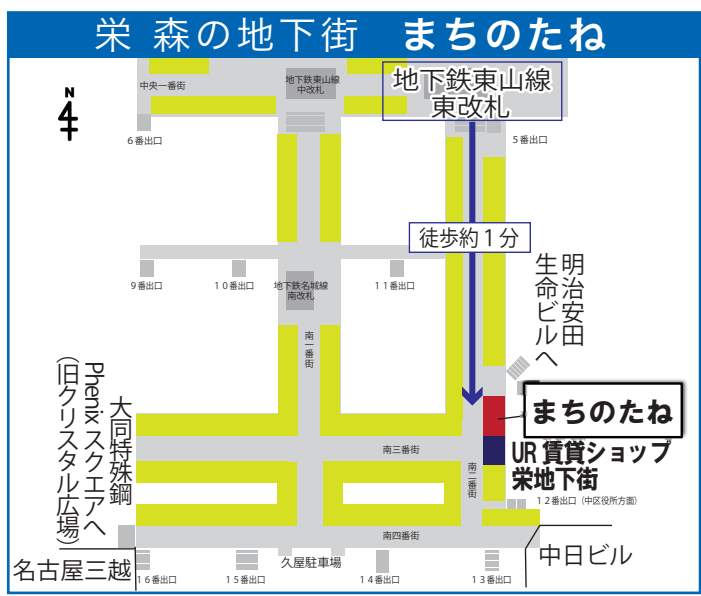 栄 森の地下街 まちのたね
N
中央一番街
地下鉄東山線
中改札
地下鉄東山線
東改札
6番出口
5番出口
徒歩約1分
9番出口
10番出口
地下鉄名城線
南改札
11番出口
明治安田
生命ビルへ
南一番街
まちのたね
UR賃貸ショップ
栄地下街
大同特殊鋼
Phenixスクエアへ
(旧クリスタル広場)
南三番街
南二番街
12番出口(中区役所方面)
南四番街
名古屋三越
久屋駐車場
中日ビル
16番出口
15番出口
14番出口
13番出口